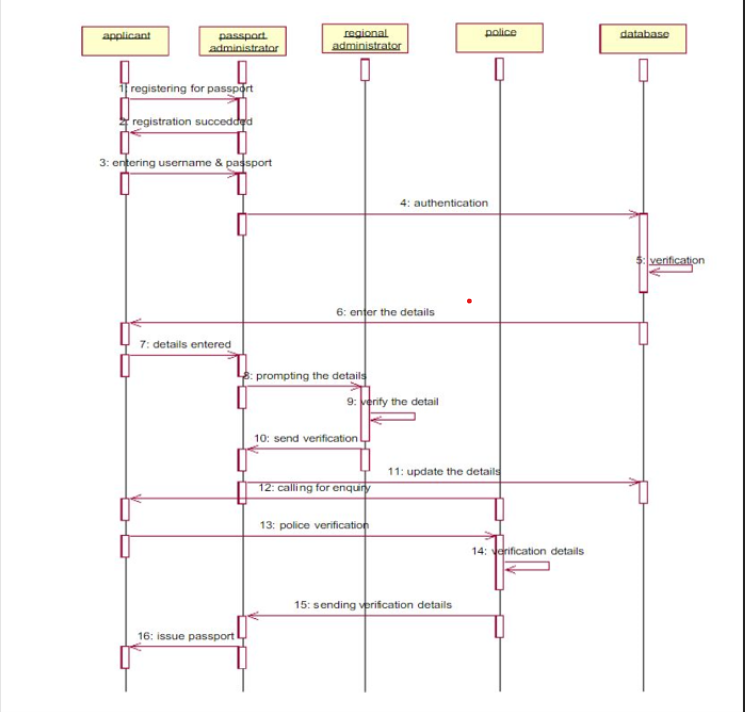 applicant
passport
administrator
regional
administrator
police
database
1: registering for passport
2: registration succedded
3: entering username & passport
4: authentication
5: verification
6: enter the details
7: details entered
8: prompting the details
9: verify the detail
10: send verification
11: update the details
12: calling for enquiry
13: police verification
14: verification details
15: sending verification details
16: issue passport